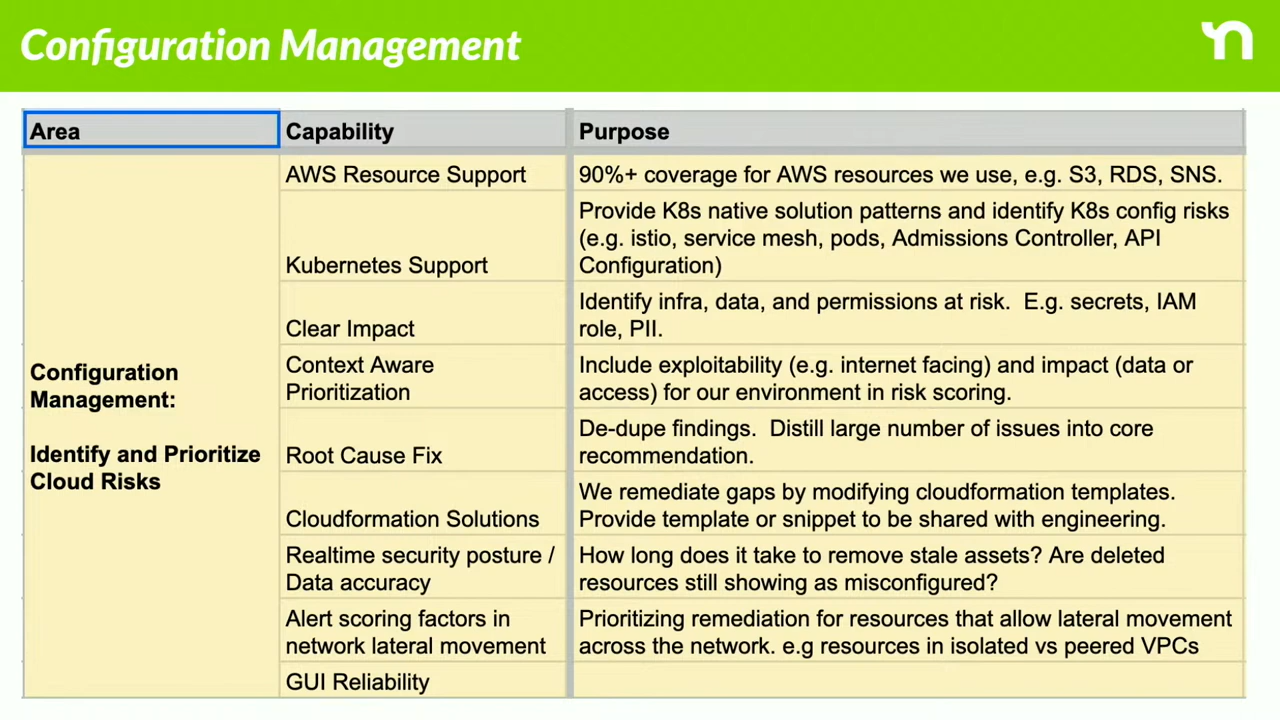 Configuration Management
Area
Capability
Purpose
Configuration
Management:
Identify and Prioritize
Cloud Risks
AWS Resource Support
90%+ coverage for AWS resources we use, e.g. S3, RDS, SNS.
Kubernetes Support
Provide K8s native solution patterns and identify K8s config risks
(e.g. istio, service mesh, pods, Admissions Controller, API
Configuration)
Clear Impact
Identify infra, data, and permissions at risk.  E.g. secrets, IAM
role, PII.
Context Aware
Prioritization
Include exploitability (e.g. internet facing) and impact (data or
access) for our environment in risk scoring.
Root Cause Fix
De-dupe findings.  Distill large number of issues into core
recommendation.
Cloudformation Solutions
We remediate gaps by modifying cloudformation templates.
Provide template or snippet to be shared with engineering.
Realtime security posture /
Data accuracy
How long does it take to remove stale assets? Are deleted
resources still showing as misconfigured?
Alert scoring factors in
network lateral movement
Prioritizing remediation for resources that allow lateral movement
across the network. e.g resources in isolated vs peered VPCs
GUI Reliability